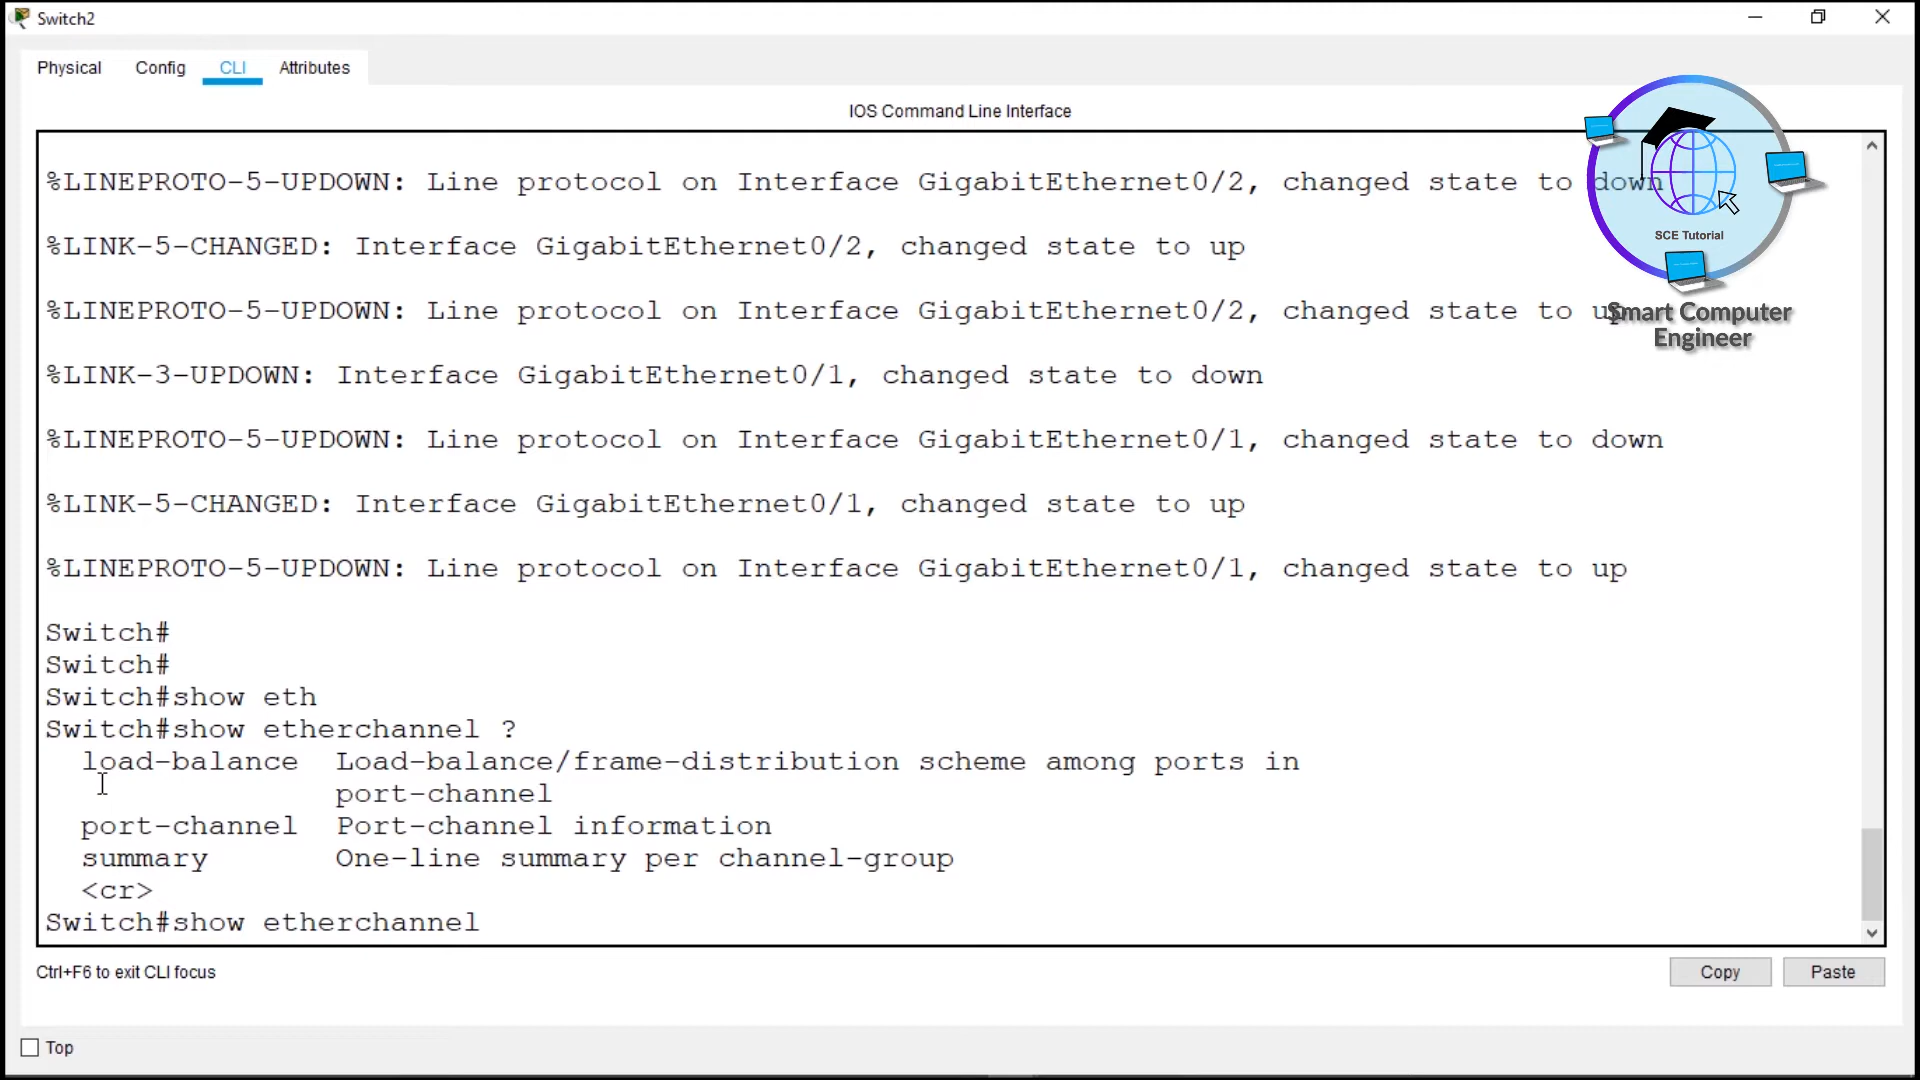 Switch2
Physical Config CLI Attributes
IOS Command Line Interface
%LINEPROTO-5-UPDOWN: Line protocol on Interface GigabitEthernet0/2, changed state to down
%LINK-5-CHANGED: Interface GigabitEthernet0/2, changed state to up
%LINEPROTO-5-UPDOWN: Line protocol on Interface GigabitEthernet0/2, changed state to up
%LINK-3-UPDOWN: Interface GigabitEthernet0/1, changed state to down
%LINEPROTO-5-UPDOWN: Line protocol on Interface GigabitEthernet0/1, changed state to down
%LINK-5-CHANGED: Interface GigabitEthernet0/1, changed state to up
%LINEPROTO-5-UPDOWN: Line protocol on Interface GigabitEthernet0/1, changed state to up
Switch#
Switch#
Switch#show eth
Switch#show etherchannel ?
load-balance Load-balance/frame-distribution scheme among ports in
port-channel
port-channel Port-channel information
summary One-line summary per channel-group
<cr>
Switch#show etherchannel
Ctrl+F6 to exit CLI focus
Copy Paste
Top
SCE Tutorial
Smart Computer
Engineer